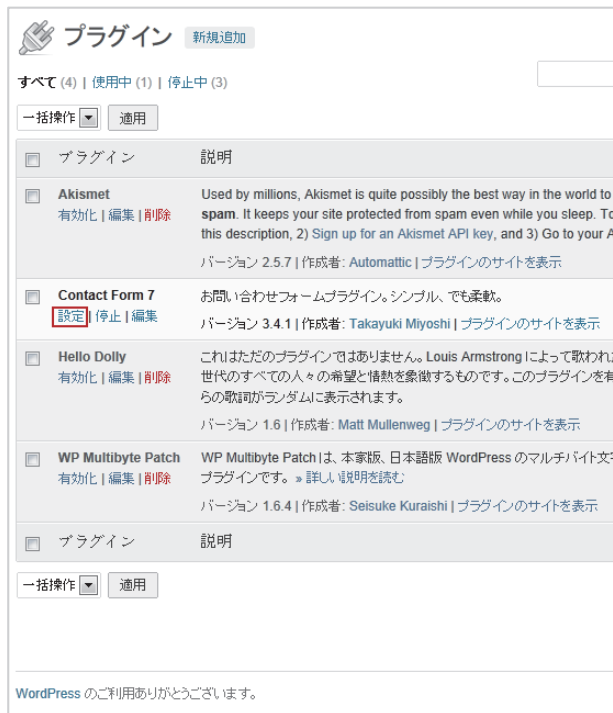 プラグイン 新規追加
すべて (4) | 使用中 (1) | 停止中 (3)
一括操作 適用
プラグイン 説明
Akismet Used by millions, Akismet is quite possibly the best way in the world to
有効化 | 編集 | 削除 spam. It keeps your site protected from spam even while you sleep. To
this description, 2) Sign up for an Akismet API key, and 3) Go to your A
バージョン 2.5.7 | 作成者: Automattic | プラグインのサイトを表示
Contact Form 7 お問い合わせフォームプラグイン。シンプル、でも柔軟。
設定 | 停止 | 編集 バージョン 3.4.1 | 作成者: Takayuki Miyoshi | プラグインのサイトを表示
Hello Dolly これはただのプラグインではありません。Louis Armstrong によって歌われ
有効化 | 編集 | 削除 世代のすべての人々の希望と情熱を象徴するものです。このプラグインを有
らの歌詞がランダムに表示されます。
バージョン 1.6 | 作成者: Matt Mullenweg | プラグインのサイトを表示
WP Multibyte Patch WP Multibyte Patch は、本家版、日本語版 WordPress のマルチバイト文
有効化 | 編集 | 削除 プラグインです。 » 詳しい説明を読む
バージョン 1.6.4 | 作成者: Seisuke Kuraishi | プラグインのサイトを表示
プラグイン 説明
一括操作 適用
WordPress のご利用ありがとうございます。